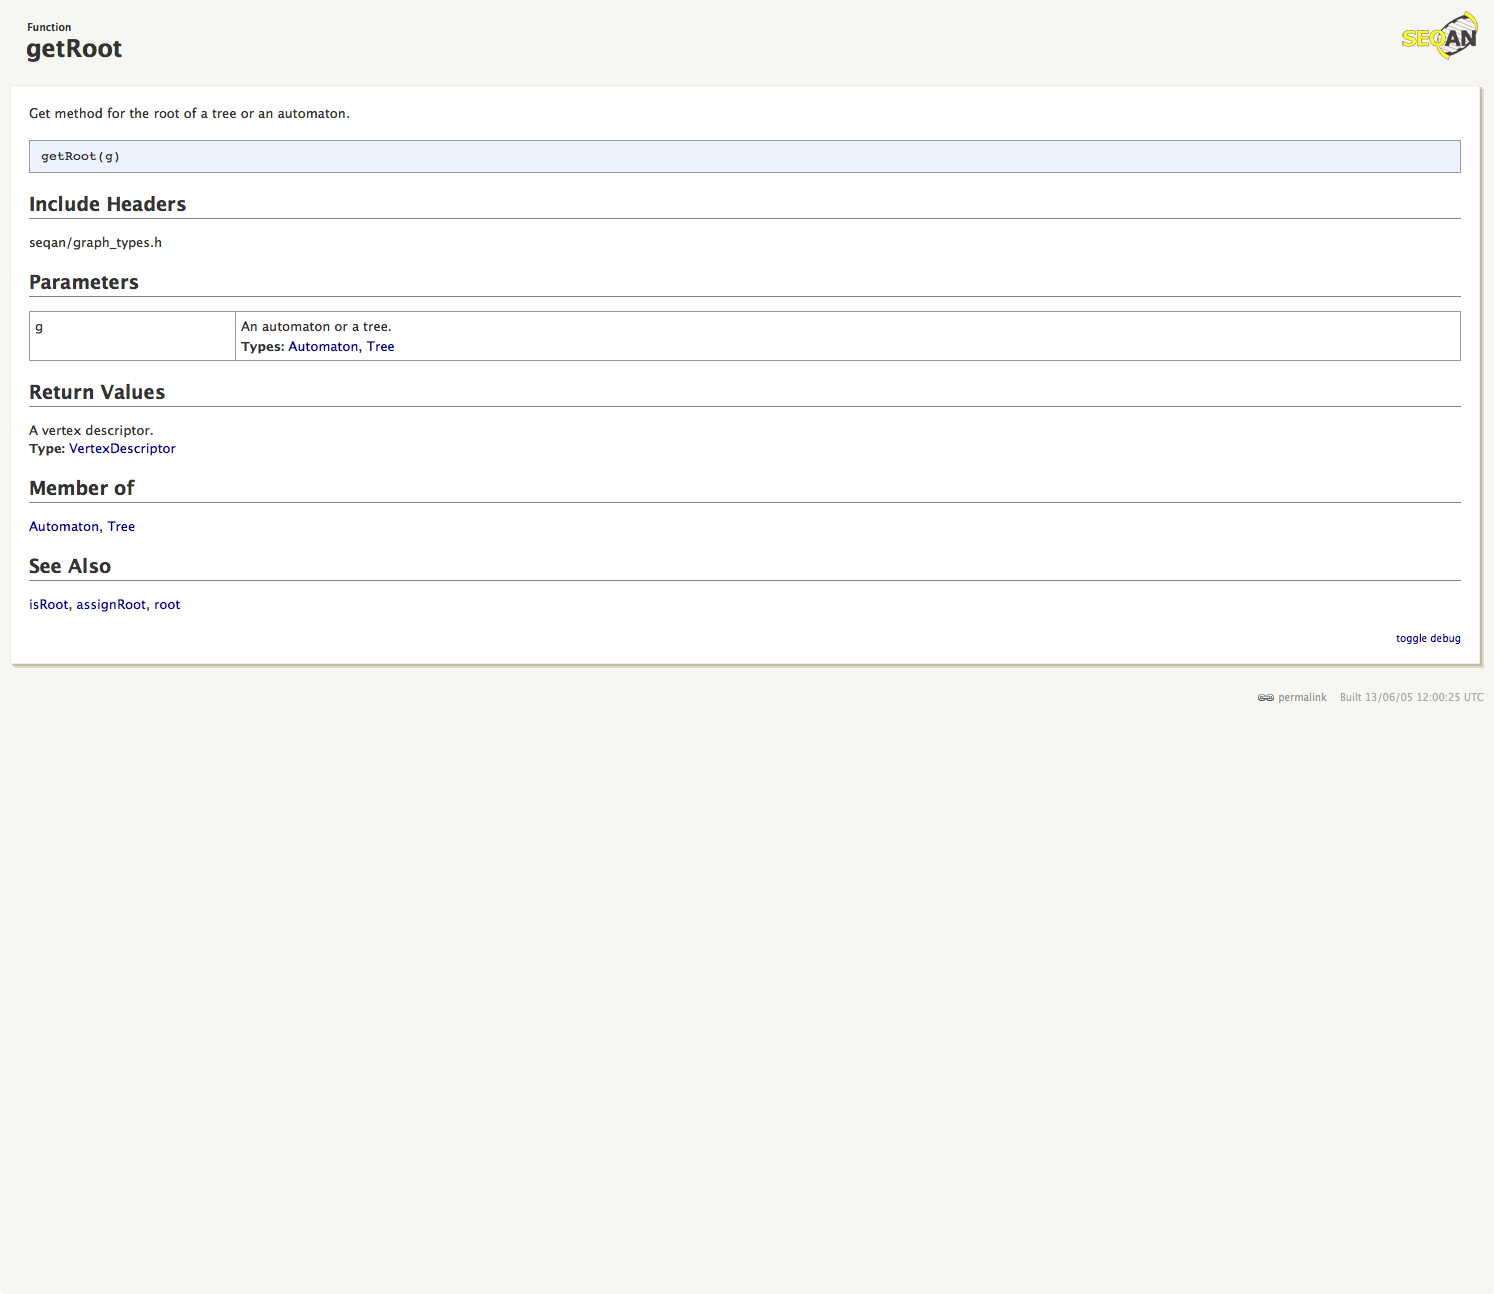 Function
getRoot
SEQAN
Get method for the root of a tree or an automaton.
getRoot(g)
Include Headers
seqan/graph_types.h
Parameters
g
An automaton or a tree.
Types: Automaton, Tree
Return Values
A vertex descriptor.
Type: VertexDescriptor
Member of
Automaton, Tree
See Also
isRoot, assignRoot, root
toggle debug
permalink Built 13/06/05 12:00:25 UTC